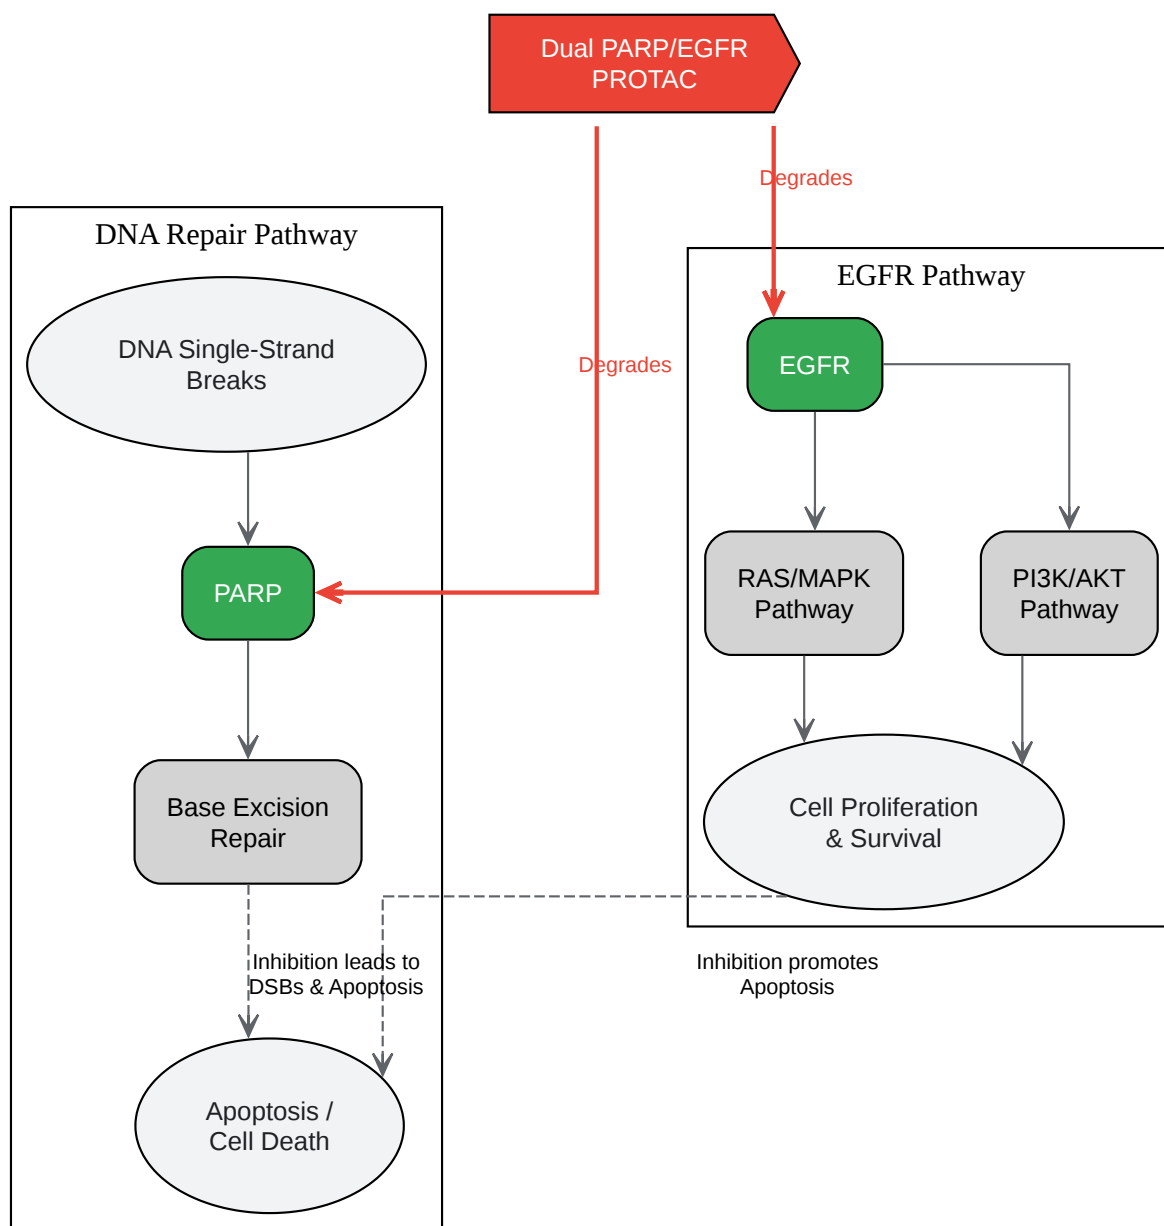 Dual PARP/EGFR
PROTAC
Degrades
DNA Repair Pathway
EGFR Pathway
DNA Single-Strand
Breaks
Degrades
EGFR
PARP
RAS/MAPK
Pathway
PI3K/AKT
Pathway
Base Excision
Repair
Cell Proliferation
& Survival
Inhibition leads to
DSBs & Apoptosis
Inhibition promotes
Apoptosis
Apoptosis /
Cell Death